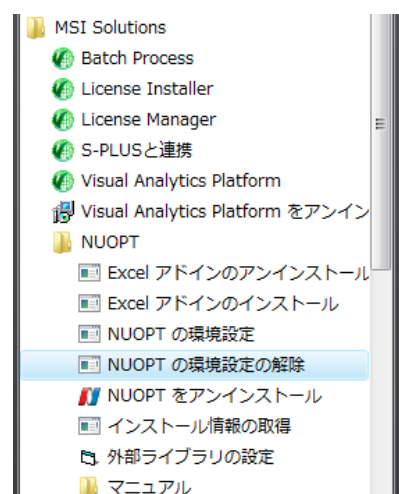 MSI Solutions
Batch Process
License Installer
License Manager
S-PLUSと連携
Visual Analytics Platform
Visual Analytics Platform をアンイン
NUOPT
Excel アドインのアンインストール
Excel アドインのインストール
NUOPT の環境設定
NUOPT の環境設定の解除
NUOPT をアンインストール
インストール情報の取得
外部ライブラリの設定
マニュアル